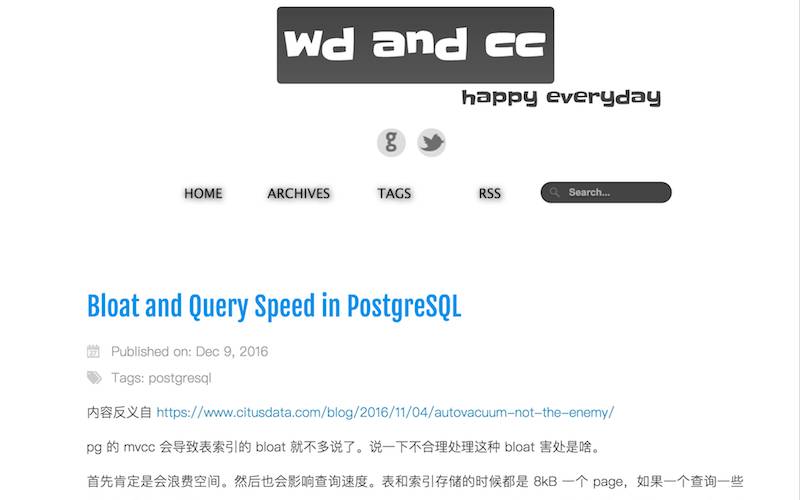 wd and cc
happy everyday
g
HOME ARCHIVES TAGS RSS Search...
Bloat and Query Speed in PostgreSQL
27 Published on: Dec 9, 2016
Tags: postgresql
内容反义自 https://www.citusdata.com/blog/2016/11/04/autovacuum-not-the-enemy/
pg 的 mvcc 会导致表索引的 bloat 就不多说了。说一下不合理处理这种 bloat 害处是啥。
首先肯定是会浪费空间。然后也会影响查询速度。表和索引存储的时候都是 8kB 一个 page，如果一个查询一些